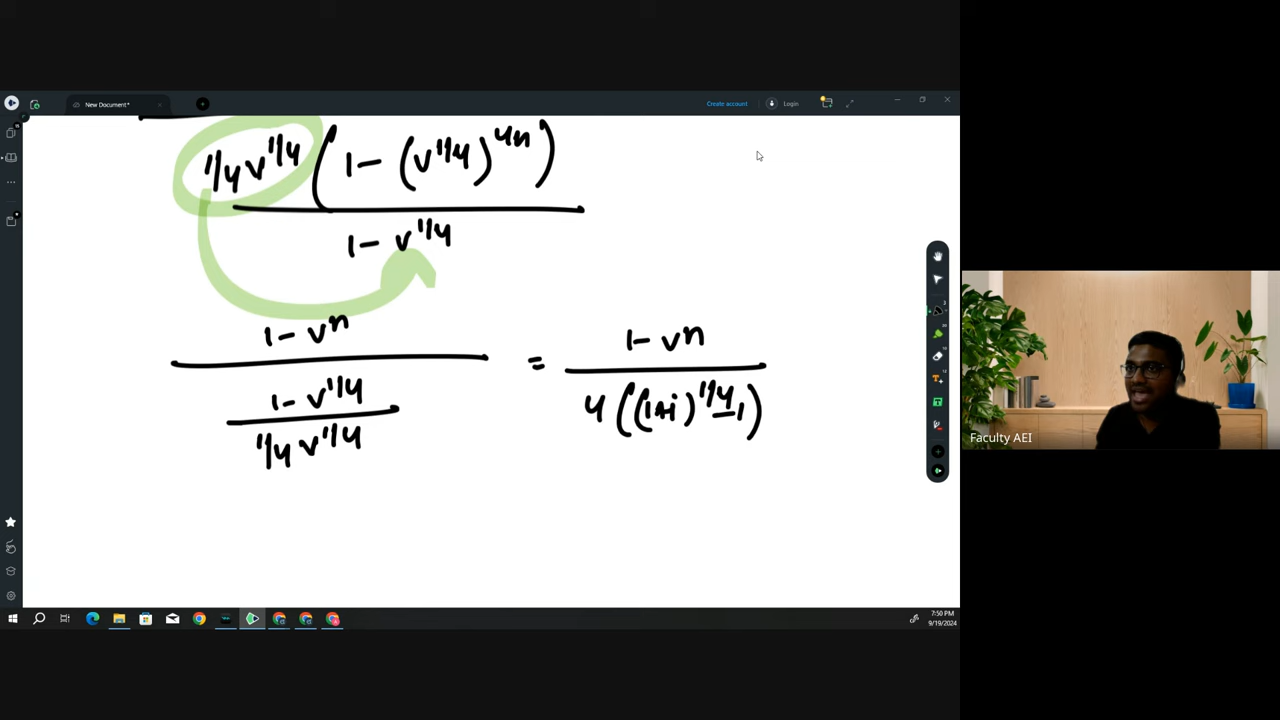 New Document*
Create account
Login
1/4 v^1/4 (1 - (v^1/4)^4n)
1 - v^1/4
1 - v^n
1 - v^1/4
1/4 v^1/4
=
1 - v^n
4((1+i)^1/4 - 1)
Faculty AEI
7:50 PM
9/19/2024